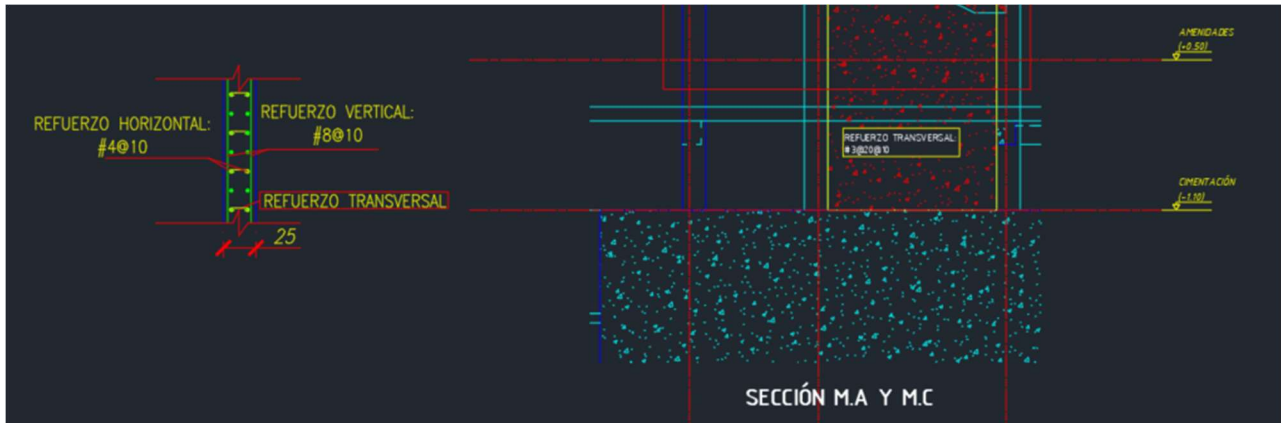 REFUERZO HORIZONTAL:
#4@10
REFUERZO VERTICAL:
#8@10
REFUERZO TRANSVERSAL
25
REFUERZO TRANSVERSAL:
#3@20@10
AMENIDADES
(+0.50)
CIMENTACIÓN
(-1.10)
SECCIÓN M.A Y M.C